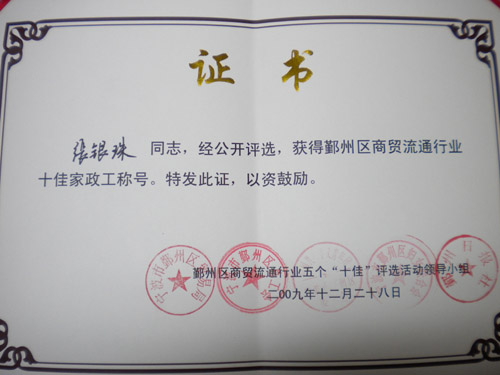 证书
张银珠 同志，经公开评选，获得鄞州区商贸流通行业
十佳家政工称号。特发此证，以资鼓励。
鄞州区商贸流通行业五个“十佳”评选活动领导小组
二00九年十二月二十八日